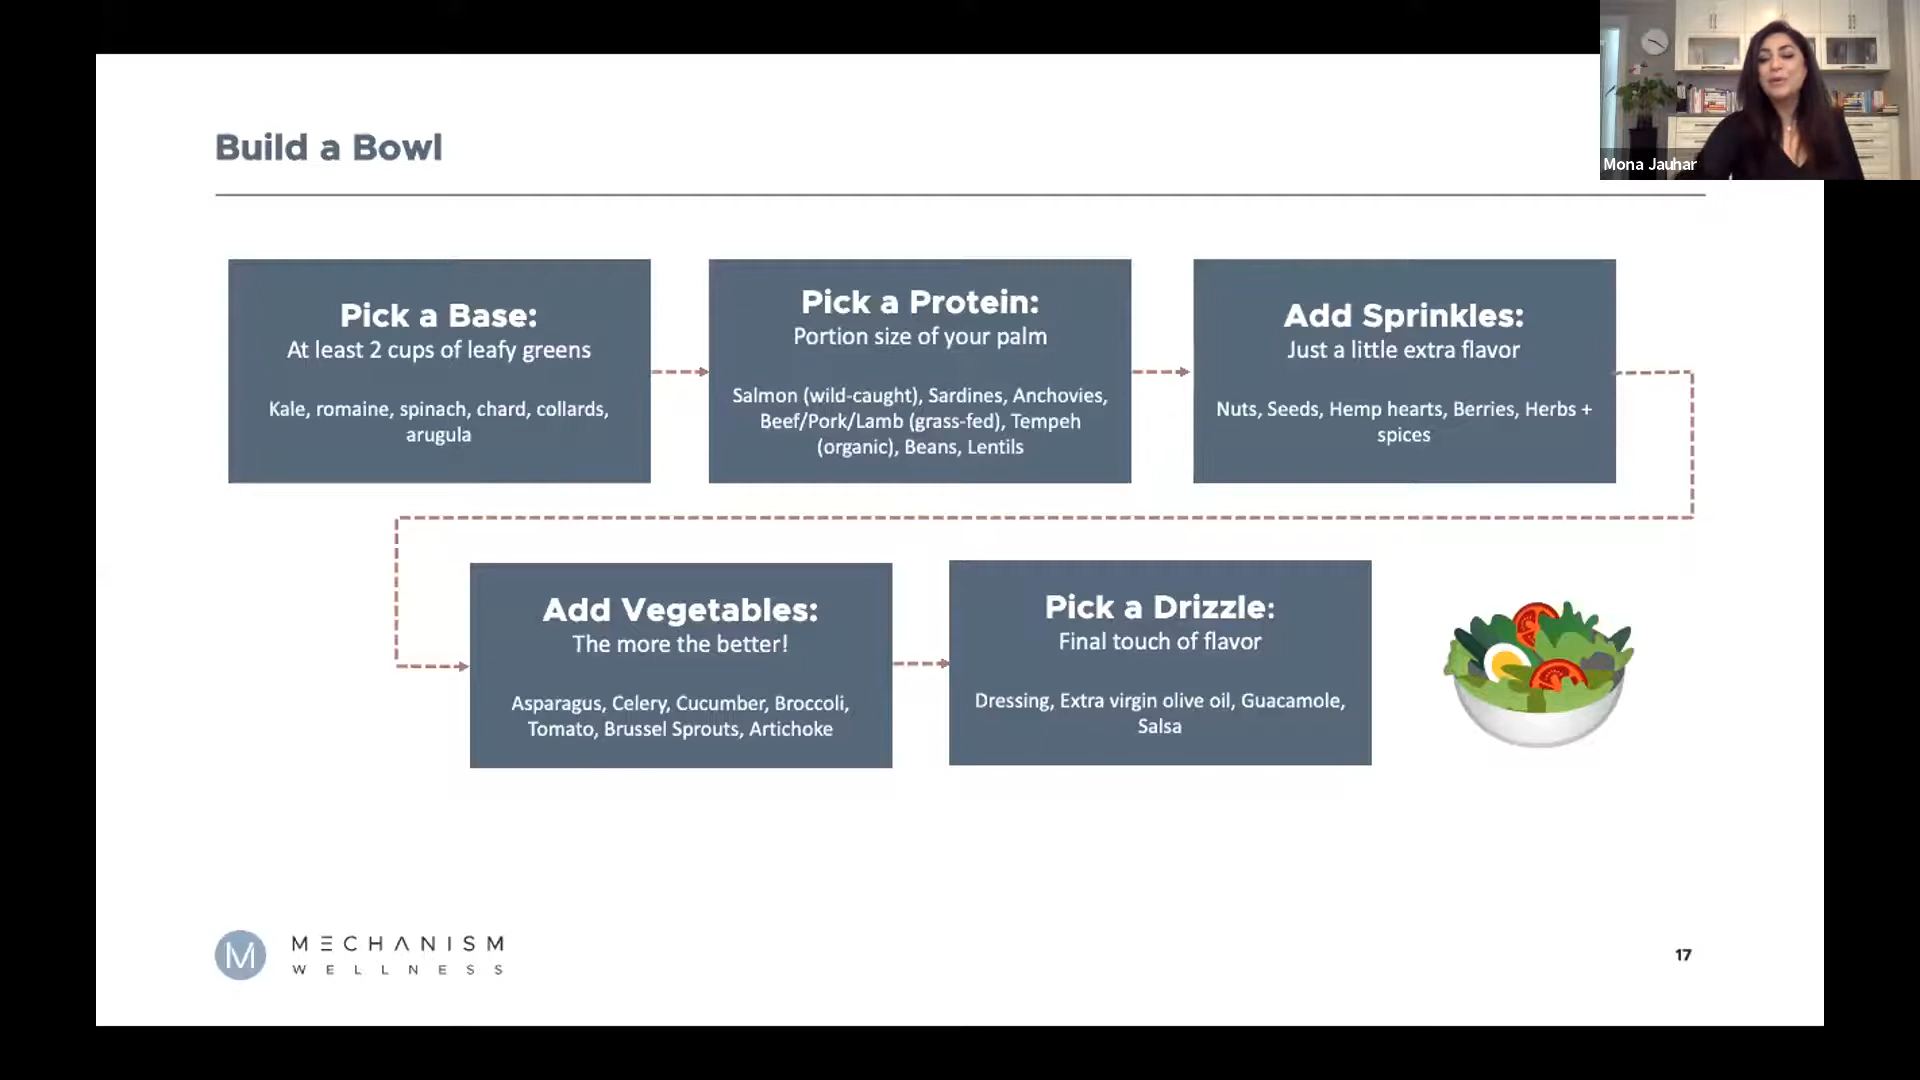 Mona Jauhar
Build a Bowl
Pick a Base:
At least 2 cups of leafy greens
Kale, romaine, spinach, chard, collards,
arugula
Pick a Protein:
Portion size of your palm
Salmon (wild-caught), Sardines, Anchovies,
Beef/Pork/Lamb (grass-fed), Tempeh
(organic), Beans, Lentils
Add Sprinkles:
Just a little extra flavor
Nuts, Seeds, Hemp hearts, Berries, Herbs +
spices
Add Vegetables:
The more the better!
Asparagus, Celery, Cucumber, Broccoli,
Tomato, Brussel Sprouts, Artichoke
Pick a Drizzle:
Final touch of flavor
Dressing, Extra virgin olive oil, Guacamole,
Salsa
M
MECHANISM
WELLNESS
17